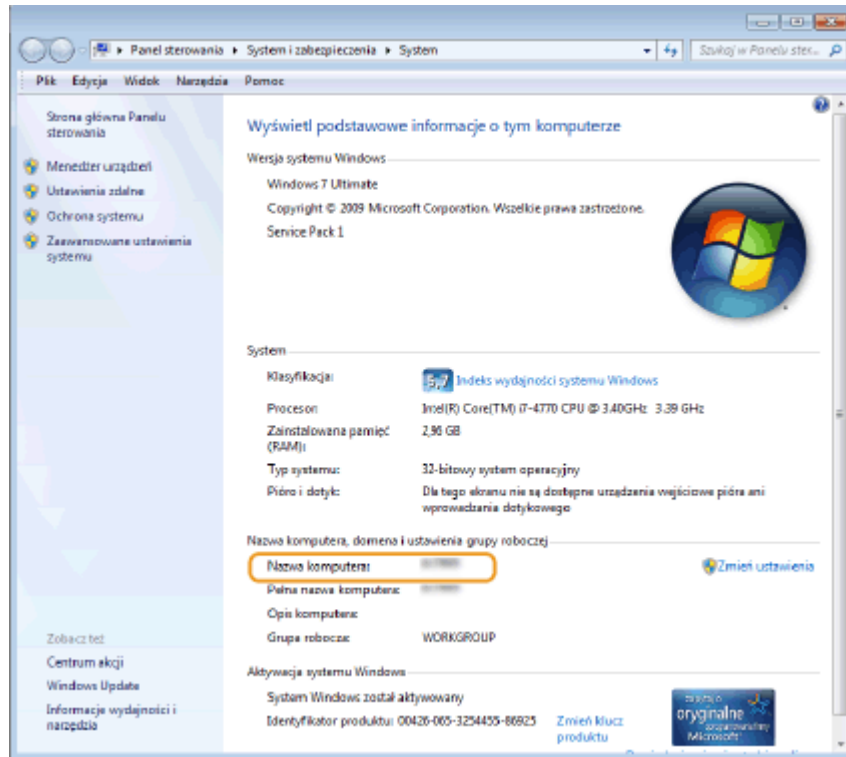 Panel sterowania ▸ System i zabezpieczenia ▸ System
Szukaj w Panelu ster...
Plik Edycja Widok Narzędzia Pomoc
Strona główna Panelu
sterowania
Menedżer urządzeń
Ustawienia zdalne
Ochrona systemu
Zaawansowane ustawienia
systemu
Zobacz też
Centrum akcji
Windows Update
Informacje wydajności i
narzędzia
Wyświetl podstawowe informacje o tym komputerze
Wersja systemu Windows
Windows 7 Ultimate
Copyright © 2009 Microsoft Corporation. Wszelkie prawa zastrzeżone.
Service Pack 1
System
Klasyfikacja: 5,7 Indeks wydajności systemu Windows
Procesor: Intel(R) Core(TM) i7-4770 CPU @ 3.40GHz 3.39 GHz
Zainstalowana pamięć 2,96 GB
(RAM):
Typ systemu: 32-bitowy system operacyjny
Pióro i dotyk: Dla tego ekranu nie są dostępne urządzenia wejściowe pióra ani
wprowadzania dotykowego
Nazwa komputera, domena i ustawienia grupy roboczej
Nazwa komputera: Zmień ustawienia
Pełna nazwa komputera:
Opis komputera:
Grupa robocza: WORKGROUP
Aktywacja systemu Windows
System Windows został aktywowany
Identyfikator produktu: 00426-065-3254455-86925 Zmień klucz
produktu
oryginalne
Microsoft